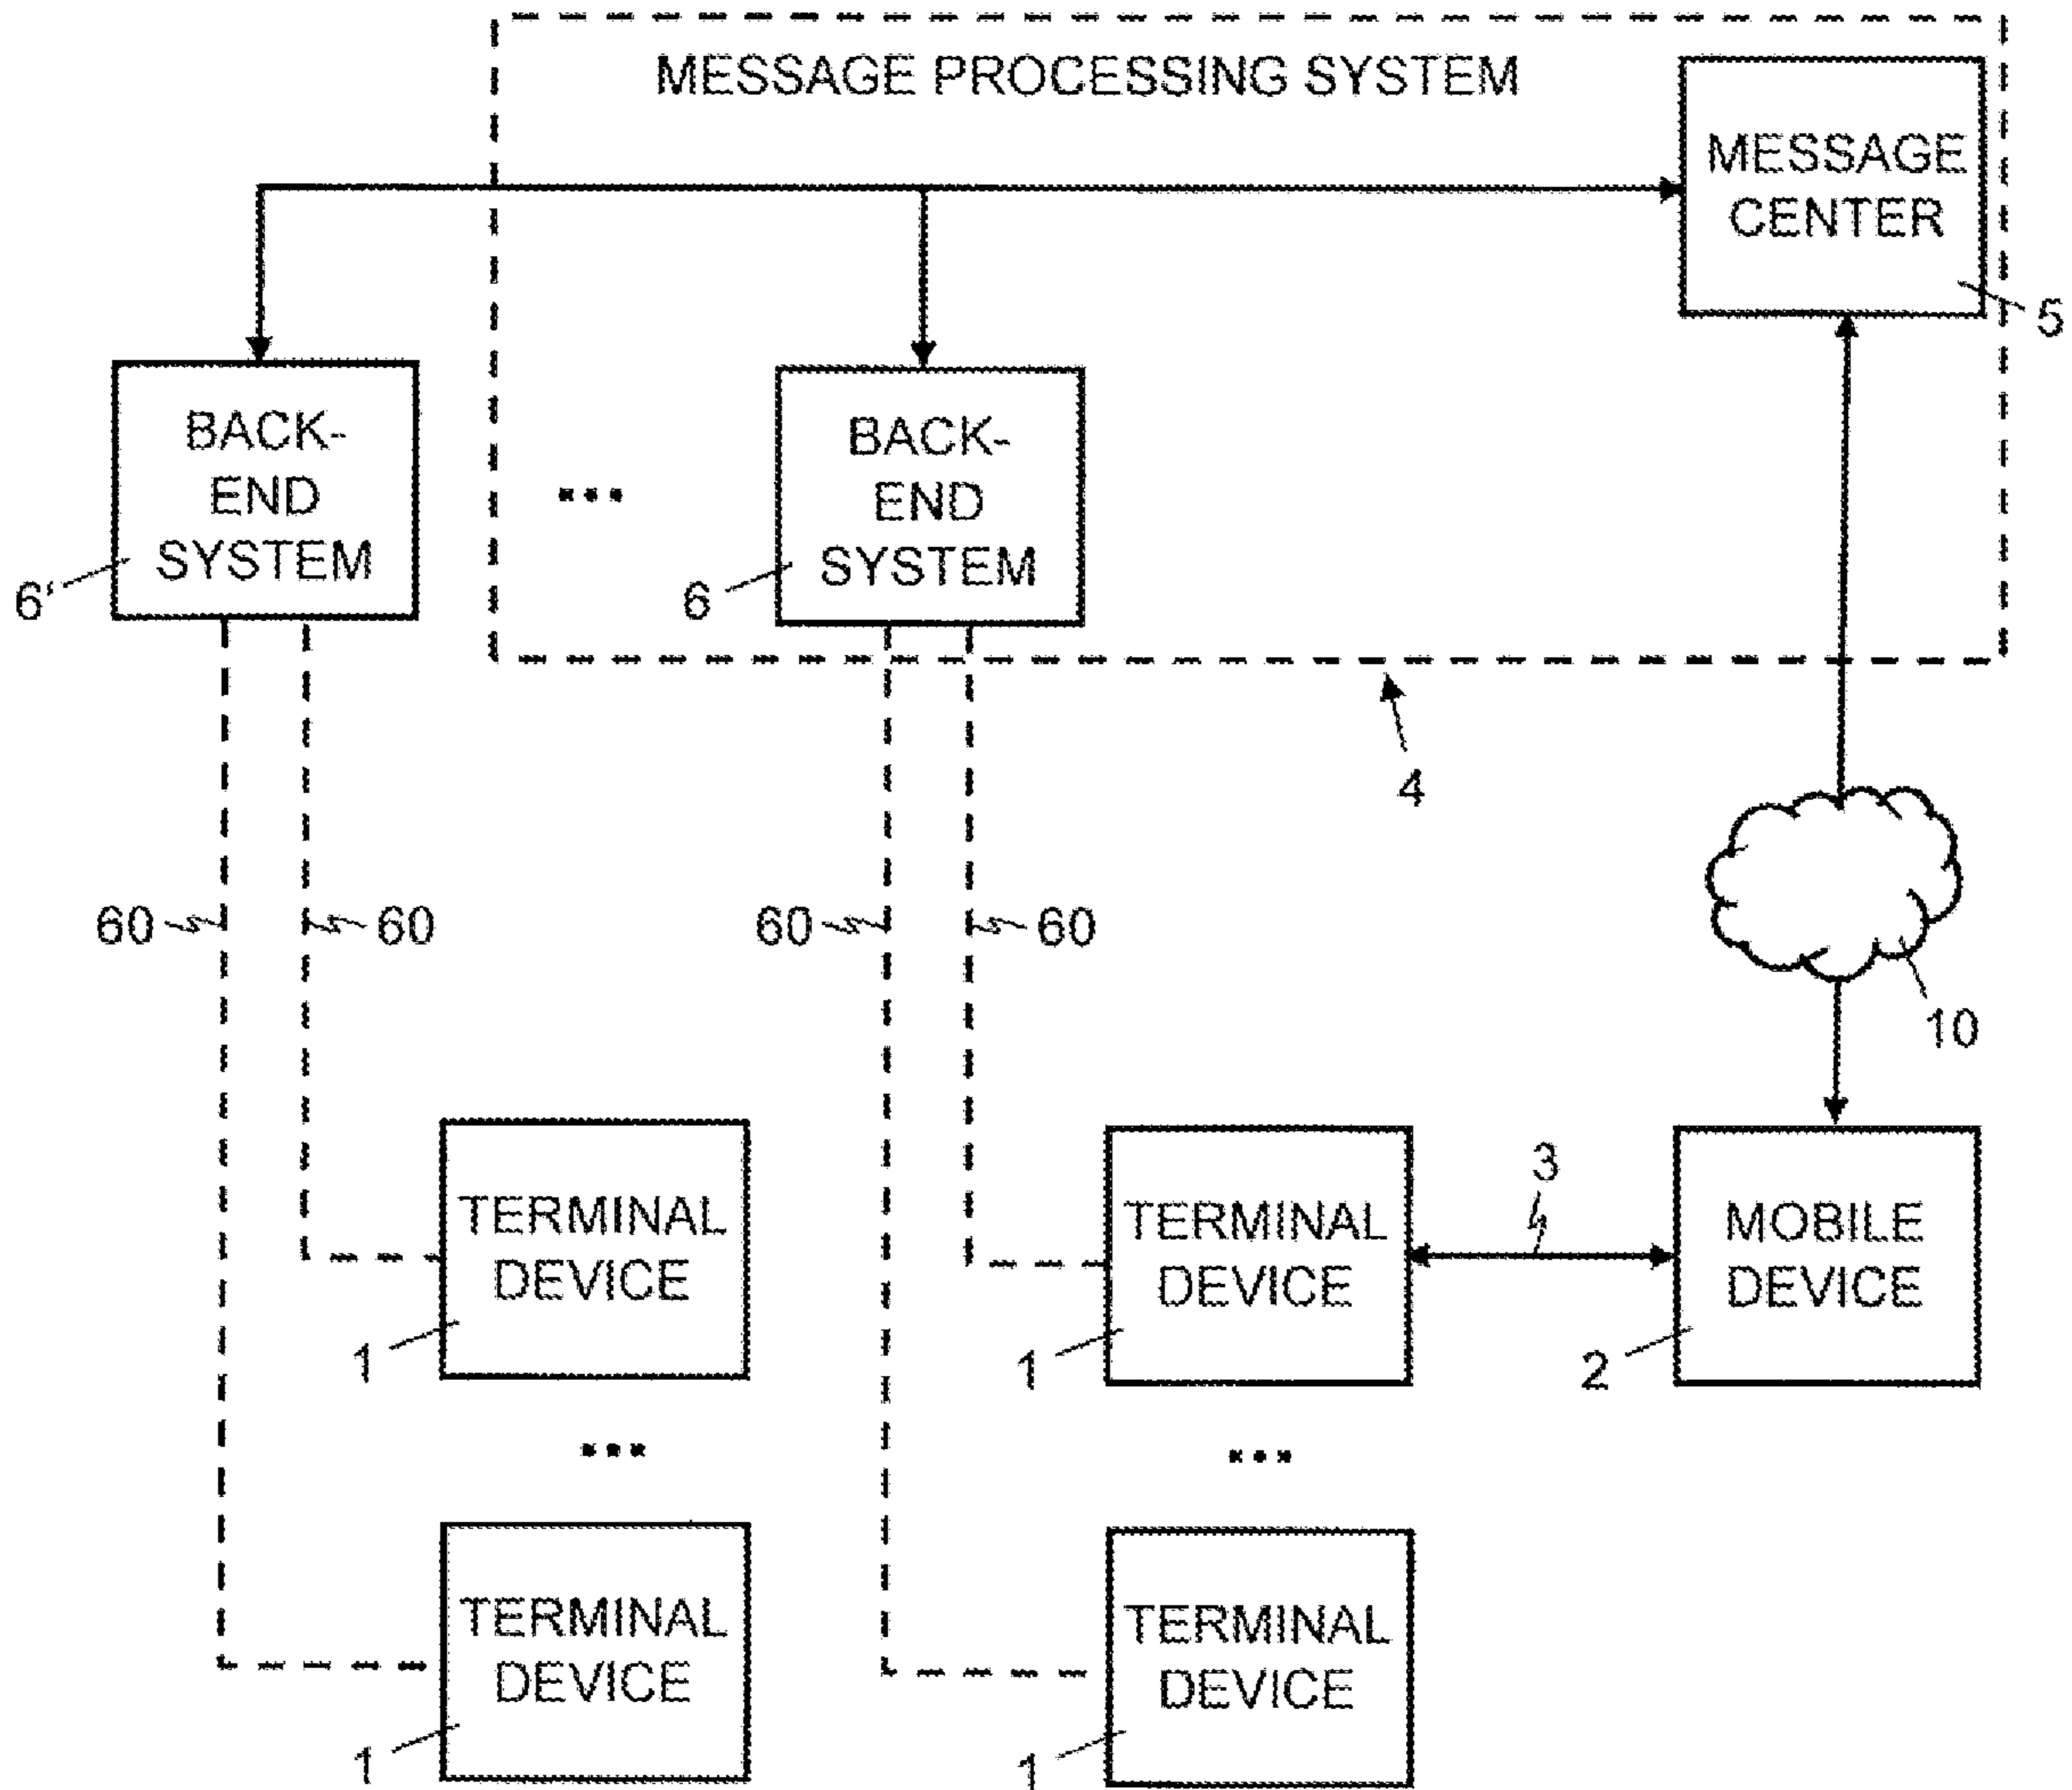 MESSAGE PROCESSING SYSTEM
MESSAGE
CENTER
5
BACK-
END
SYSTEM
6'
...
BACK-
END
SYSTEM
6
4
60
60
60
60
10
TERMINAL
DEVICE
1
TERMINAL
DEVICE
1
3
MOBILE
DEVICE
2
...
...
TERMINAL
DEVICE
1
TERMINAL
DEVICE
1